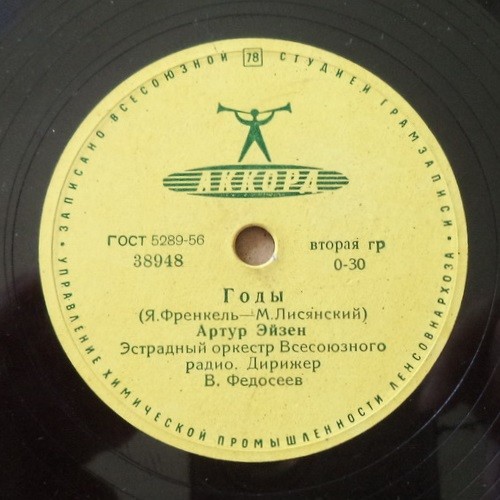 ЗАПИСАНО ВСЕСОЮЗНОЙ 78 СТУДИЕЙ ГРАМЗАПИСИ
АККОРД
ГОСТ 5289-56
38948
вторая гр
0-30
Годы
(Я.Френкель—М.Лисянский)
Артур Эйзен
Эстрадный оркестр Всесоюзного
радио. Дирижер
В. Федосеев
УПРАВЛЕНИЕ ХИМИЧЕСКОЙ ПРОМЫШЛЕННОСТИ ЛЕНСОВНАРХОЗА